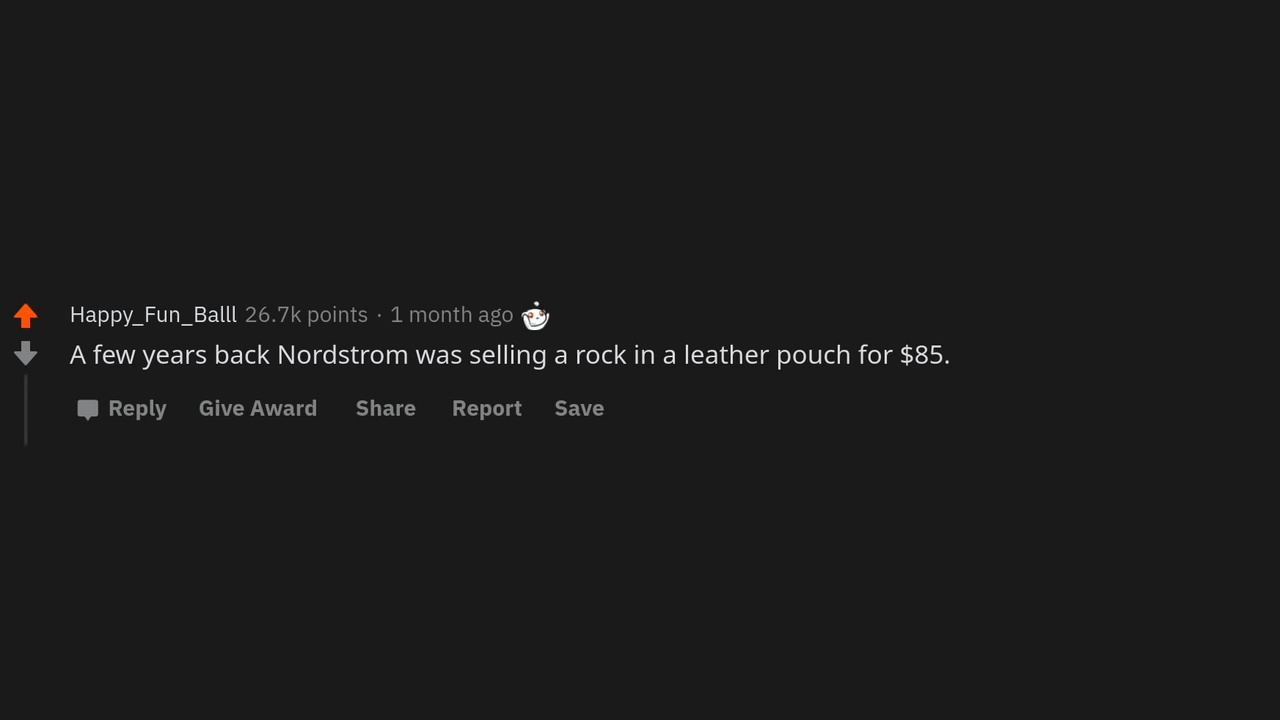 Happy_Fun_Balll 26.7k points · 1 month ago
A few years back Nordstrom was selling a rock in a leather pouch for $85.
Reply Give Award Share Report Save